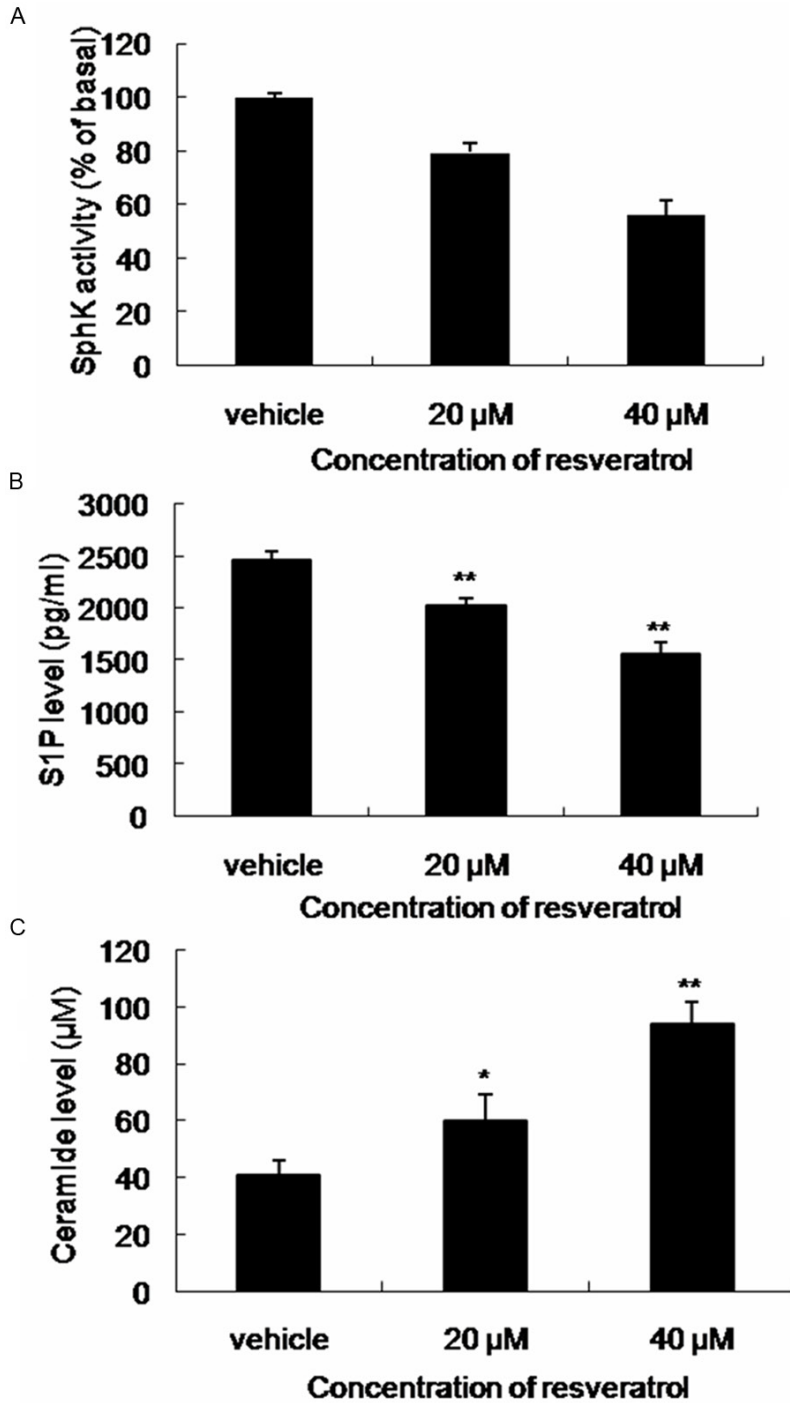 A
SphK activity (% of basal)
120
100
80
60
40
20
0
vehicle 20 µM 40 µM
Concentration of resveratrol
B
S1P level (pg/ml)
3000
2500
2000
1500
1000
500
0
**
**
vehicle 20 µM 40 µM
Concentration of resveratrol
C
Ceramide level (µM)
120
100
80
60
40
20
0
*
**
vehicle 20 µM 40 µM
Concentration of resveratrol